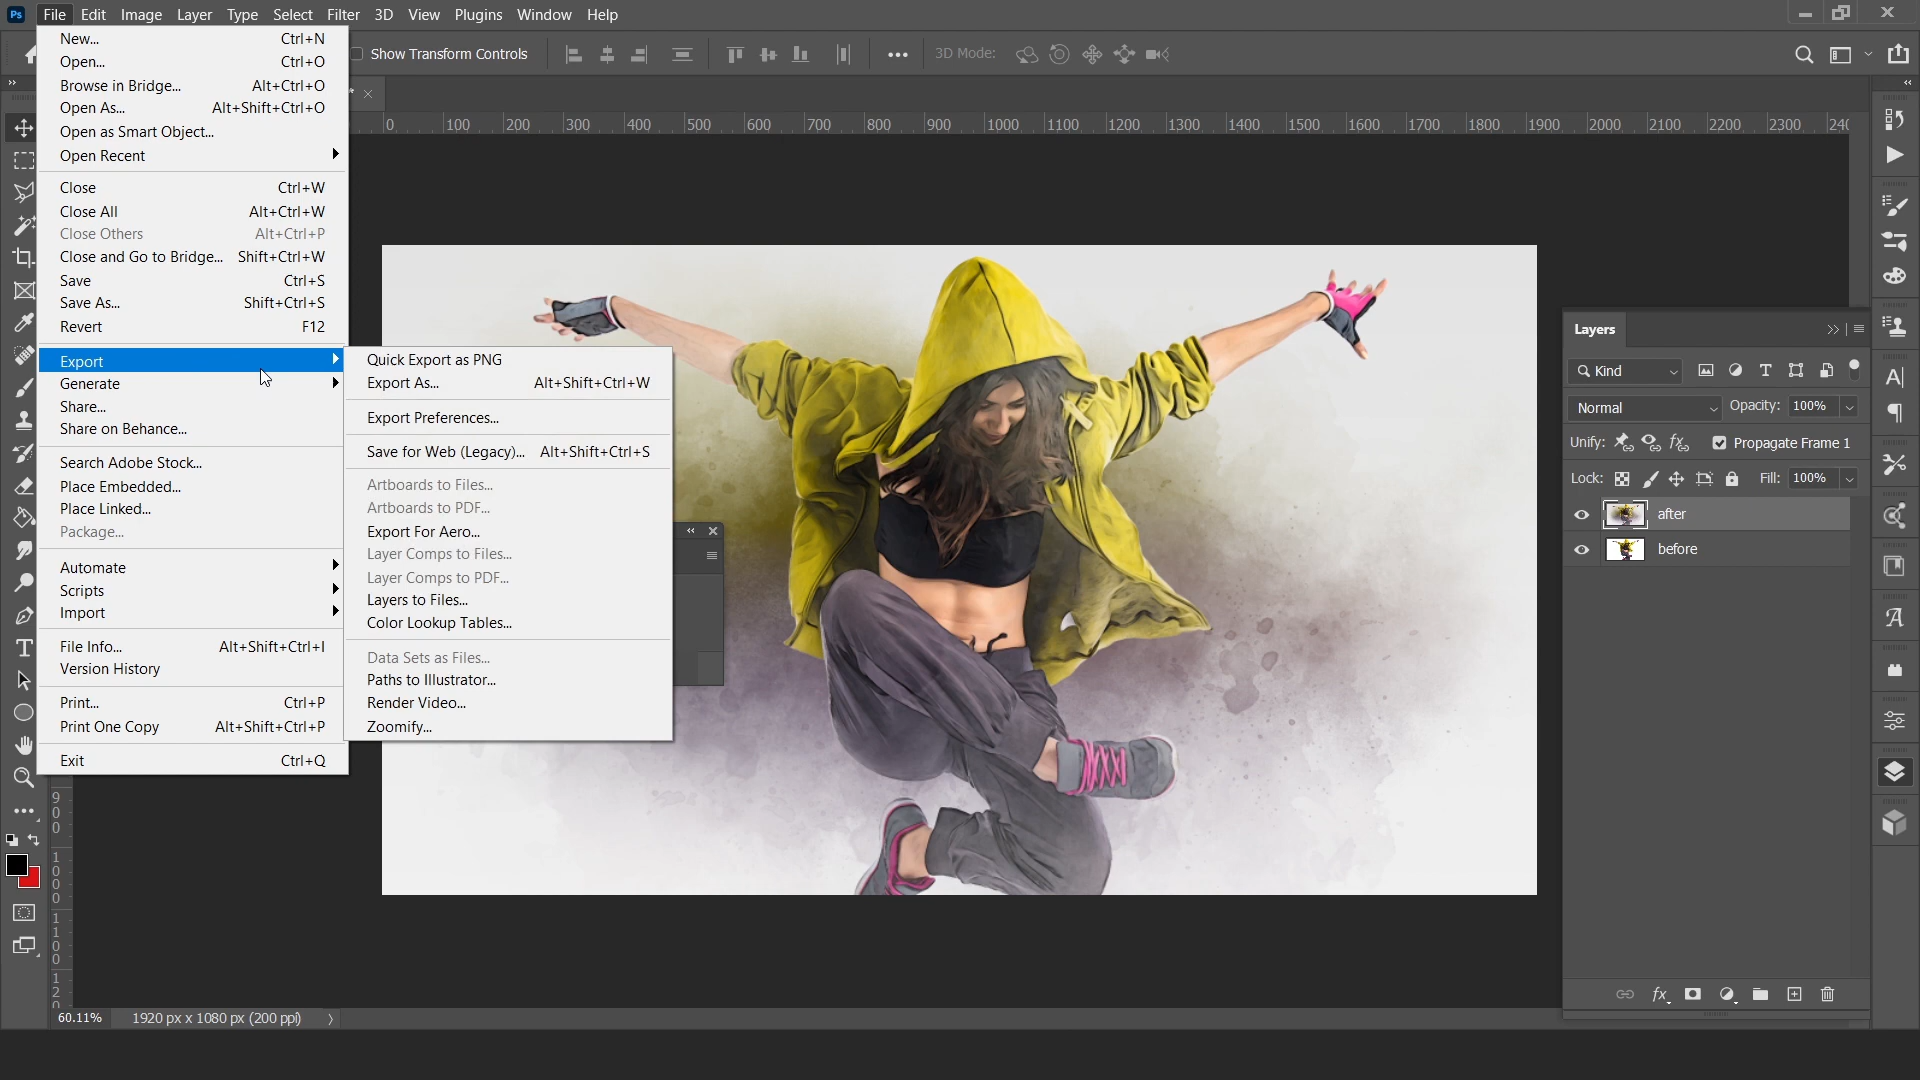 Ps File Edit Image Layer Type Select Filter 3D View Plugins Window Help
Show Transform Controls 3D Mode:
*
0 100 200 300 400 500 600 700 800 900 1000 1100 1200 1300 1400 1500 1600 1700 1800 1900 2000 2100 2200 2300
New... Ctrl+N
Open... Ctrl+O
Browse in Bridge... Alt+Ctrl+O
Open As... Alt+Shift+Ctrl+O
Open as Smart Object...
Open Recent
Close Ctrl+W
Close All Alt+Ctrl+W
Close Others Alt+Ctrl+P
Close and Go to Bridge... Shift+Ctrl+W
Save Ctrl+S
Save As... Shift+Ctrl+S
Revert F12
Export
Generate
Share...
Share on Behance...
Search Adobe Stock...
Place Embedded...
Place Linked...
Package...
Automate
Scripts
Import
File Info... Alt+Shift+Ctrl+I
Version History
Print... Ctrl+P
Print One Copy Alt+Shift+Ctrl+P
Exit Ctrl+Q
Quick Export as PNG
Export As... Alt+Shift+Ctrl+W
Export Preferences...
Save for Web (Legacy)... Alt+Shift+Ctrl+S
Artboards to Files...
Artboards to PDF...
Export For Aero...
Layer Comps to Files...
Layer Comps to PDF...
Layers to Files...
Color Lookup Tables...
Data Sets as Files...
Paths to Illustrator...
Render Video...
Zoomify...
Layers
Kind
Normal Opacity: 100%
Unify: Propagate Frame 1
Lock: Fill: 100%
after
before
fx
900
1000
1100
60.11% 1920 px x 1080 px (200 ppi)